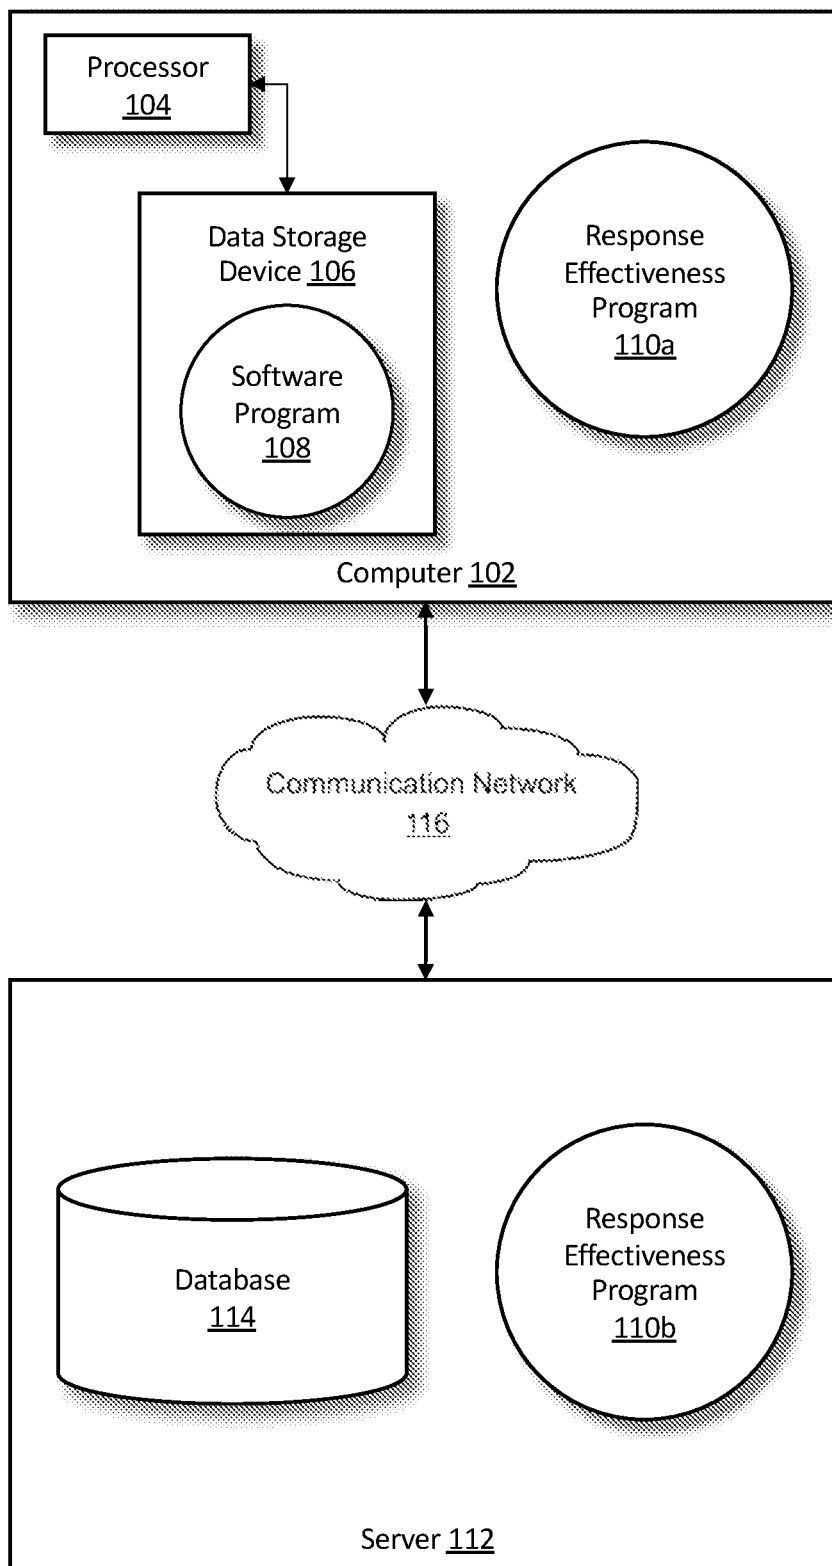 Processor
104
Data Storage
Device 106
Software
Program
108
Response
Effectiveness
Program
110a
Computer 102
Communication Network
116
Database
114
Response
Effectiveness
Program
110b
Server 112